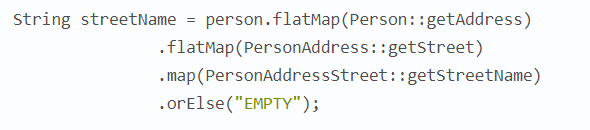 String streetName = person.flatMap(Person::getAddress)
.flatMap(PersonAddress::getStreet)
.map(PersonAddressStreet::getStreetName)
.orElse("EMPTY");